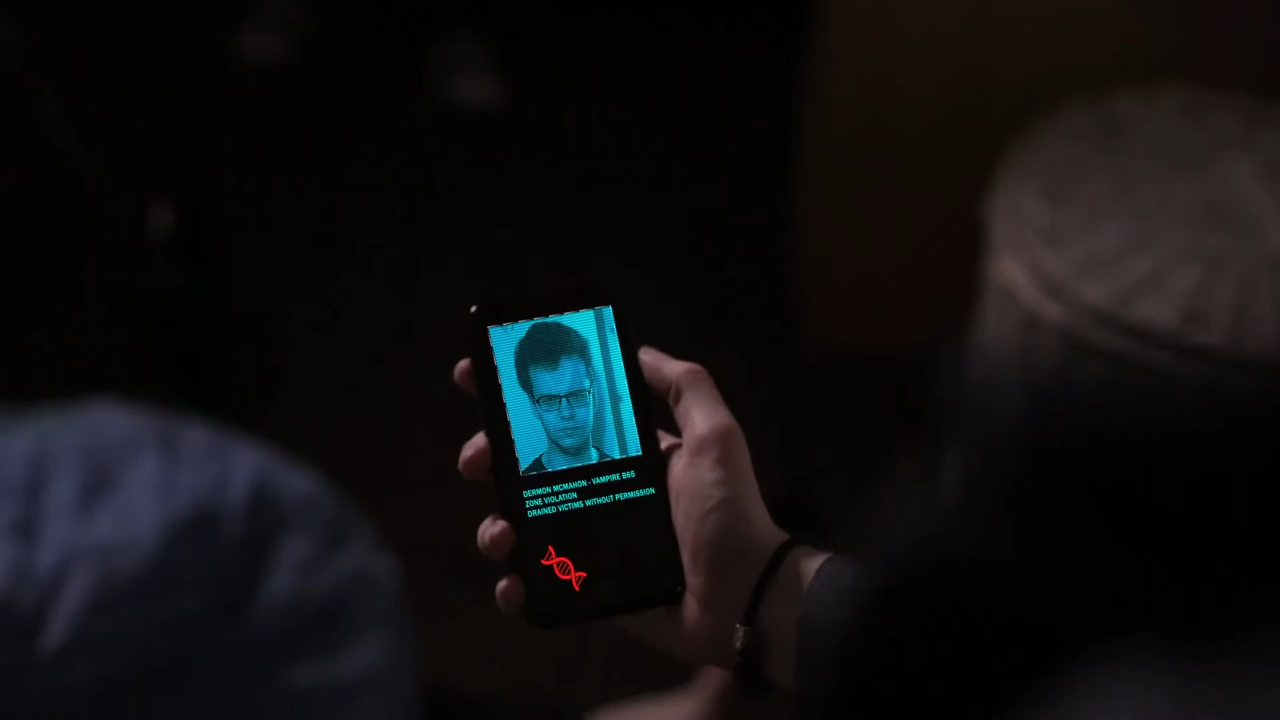 DERMON MCMAHON - VAMPIRE B65
ZONE VIOLATION
DRAINED VICTIMS WITHOUT PERMISSION